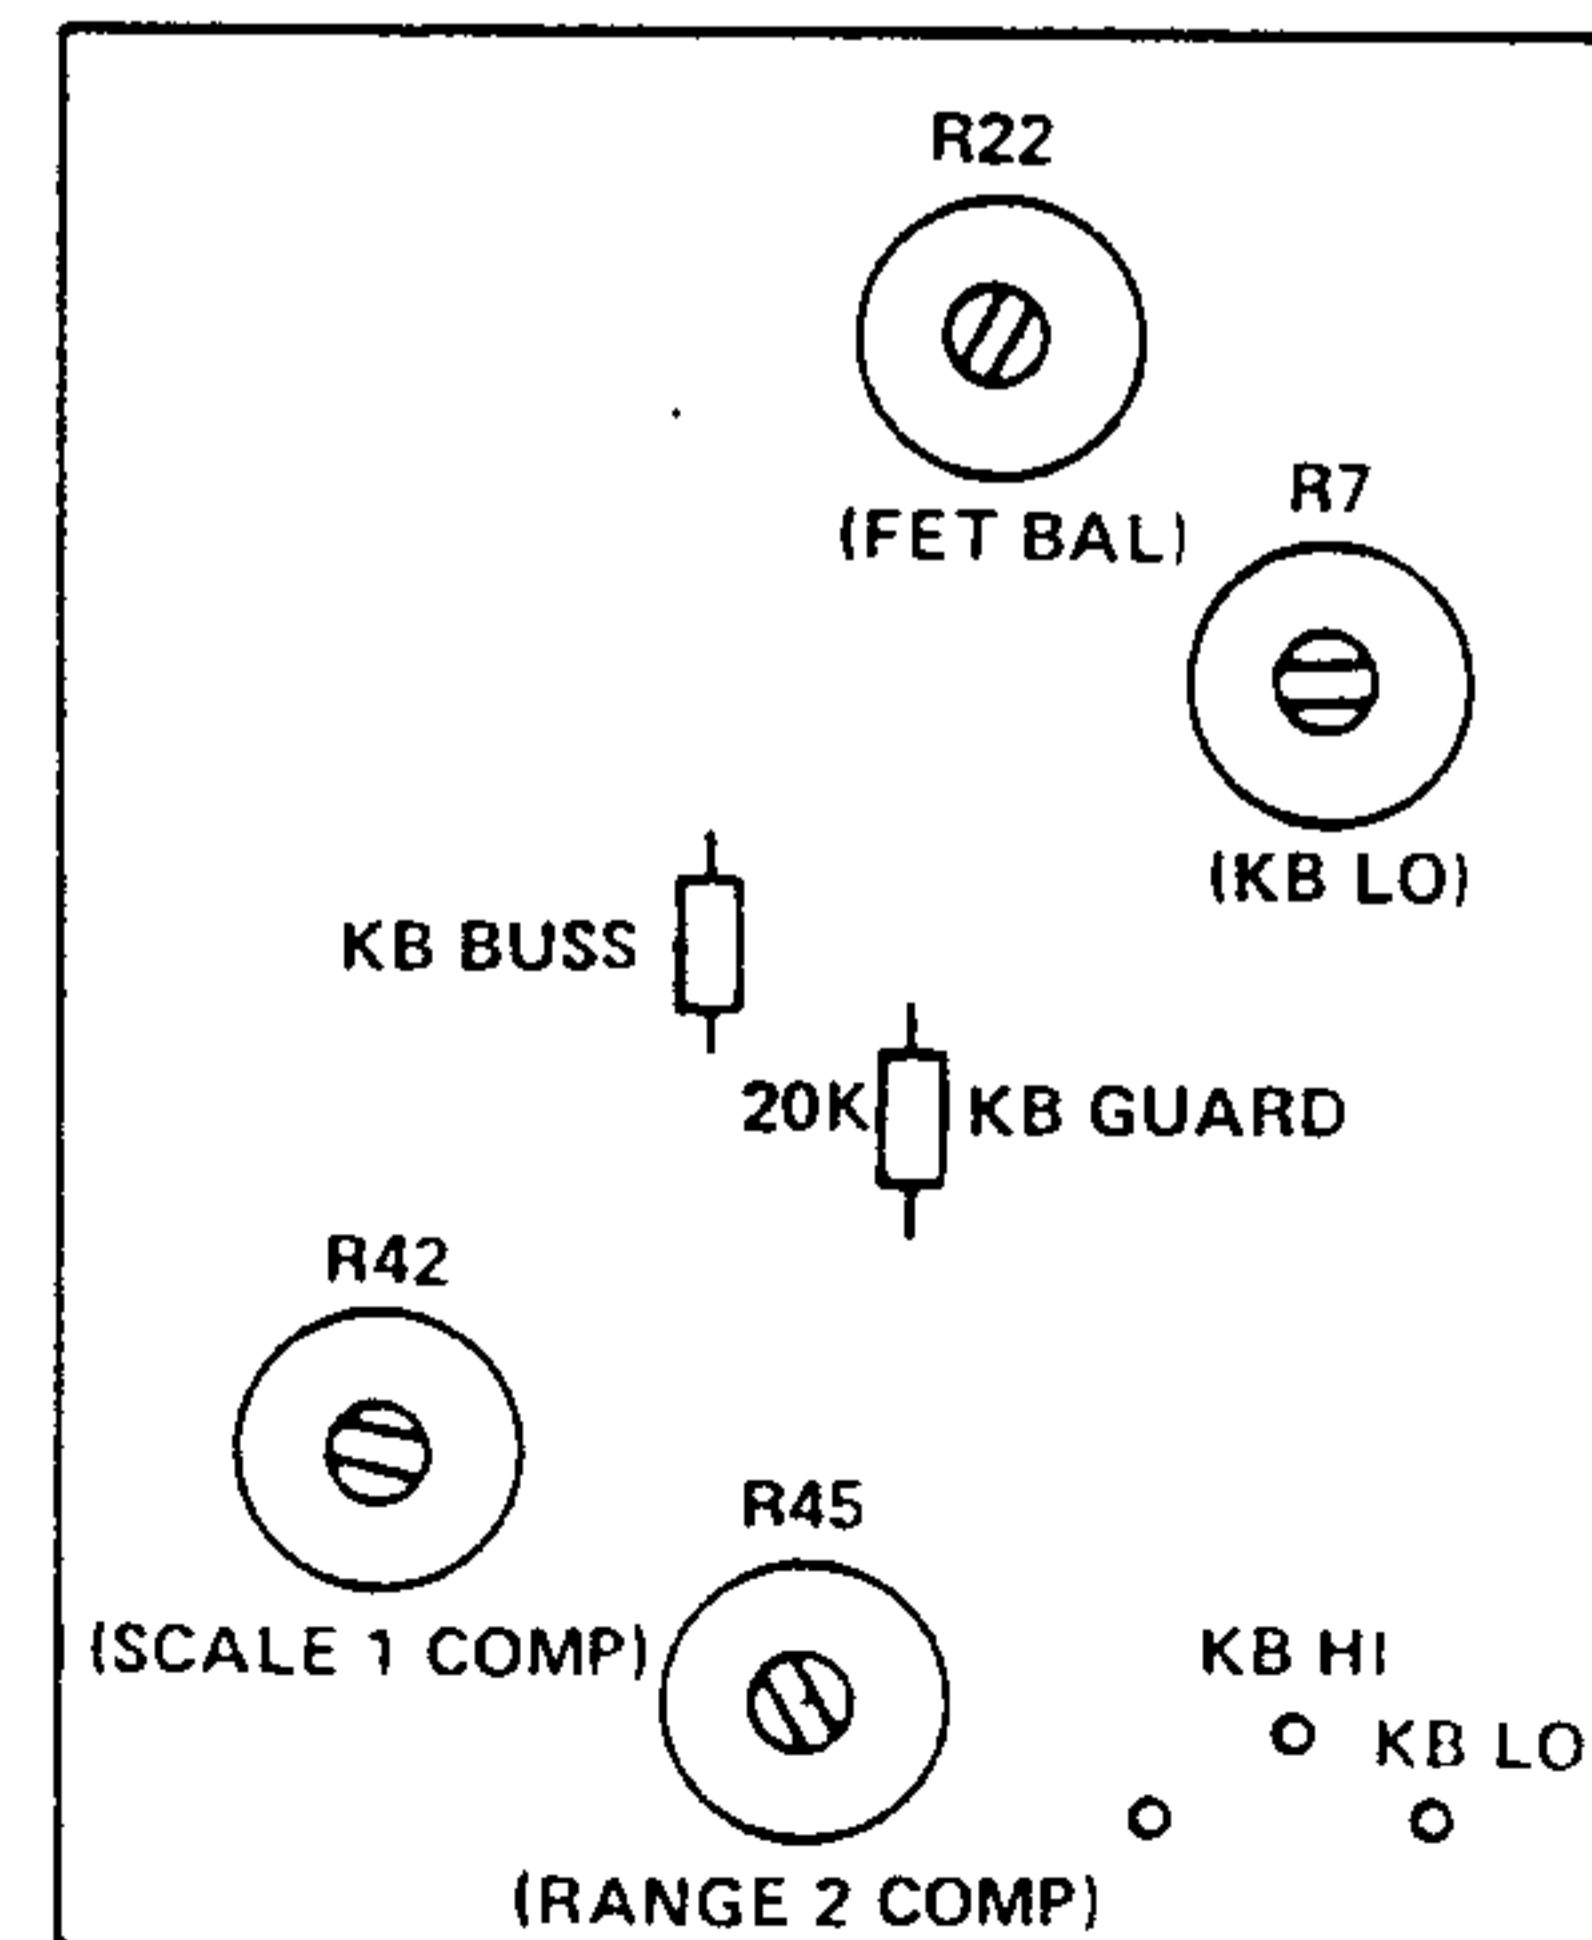 R22
(FET BAL)
R7
(KB LO)
KB BUSS
20K KB GUARD
R42
(SCALE 1 COMP)
R45
(RANGE 2 COMP)
KB HI
KB LO